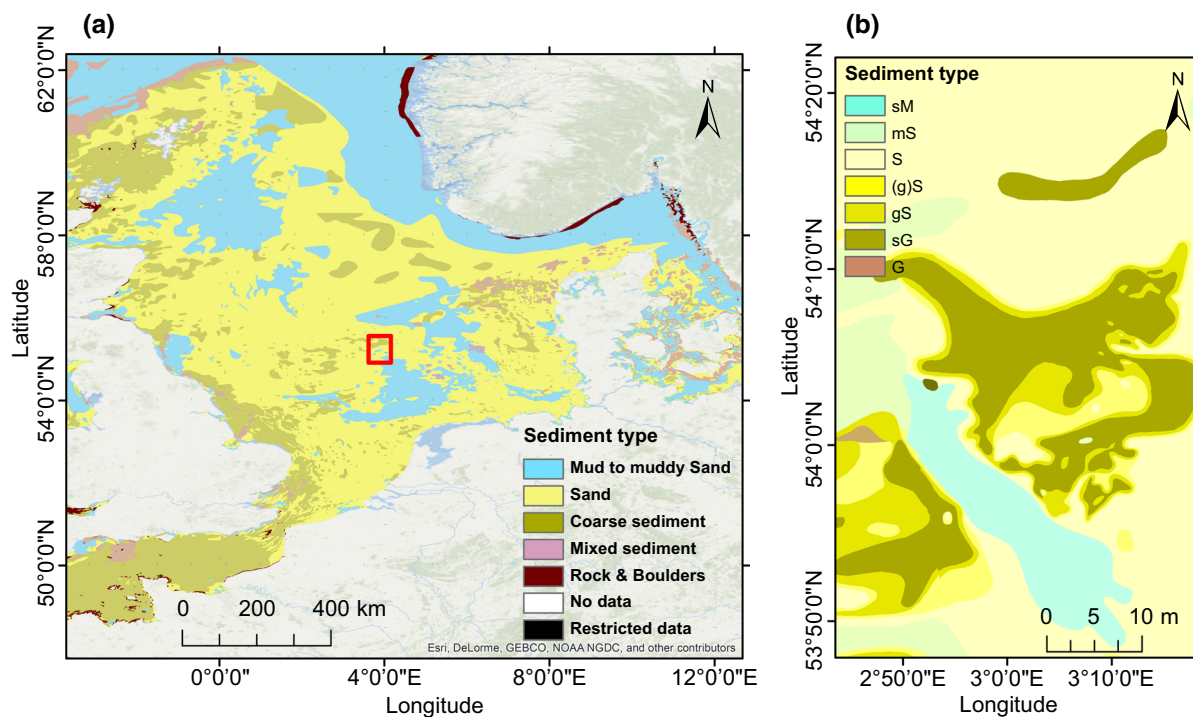 (a)
62°0'0"N
58°0'0"N
54°0'0"N
50°0'0"N
Latitude
N
Sediment type
Mud to muddy Sand
Sand
Coarse sediment
Mixed sediment
Rock & Boulders
No data
Restricted data
0 200 400 km
Esri, DeLorme, GEBCO, NOAA NGDC, and other contributors
0°0'0" 4°0'0"E 8°0'0"E 12°0'0"E
Longitude
(b)
54°20'0"N
54°10'0"N
54°0'0"N
53°50'0"N
Latitude
N
Sediment type
sM
mS
S
(g)S
gS
sG
G
0 5 10 m
2°50'0"E 3°0'0"E 3°10'0"E
Longitude